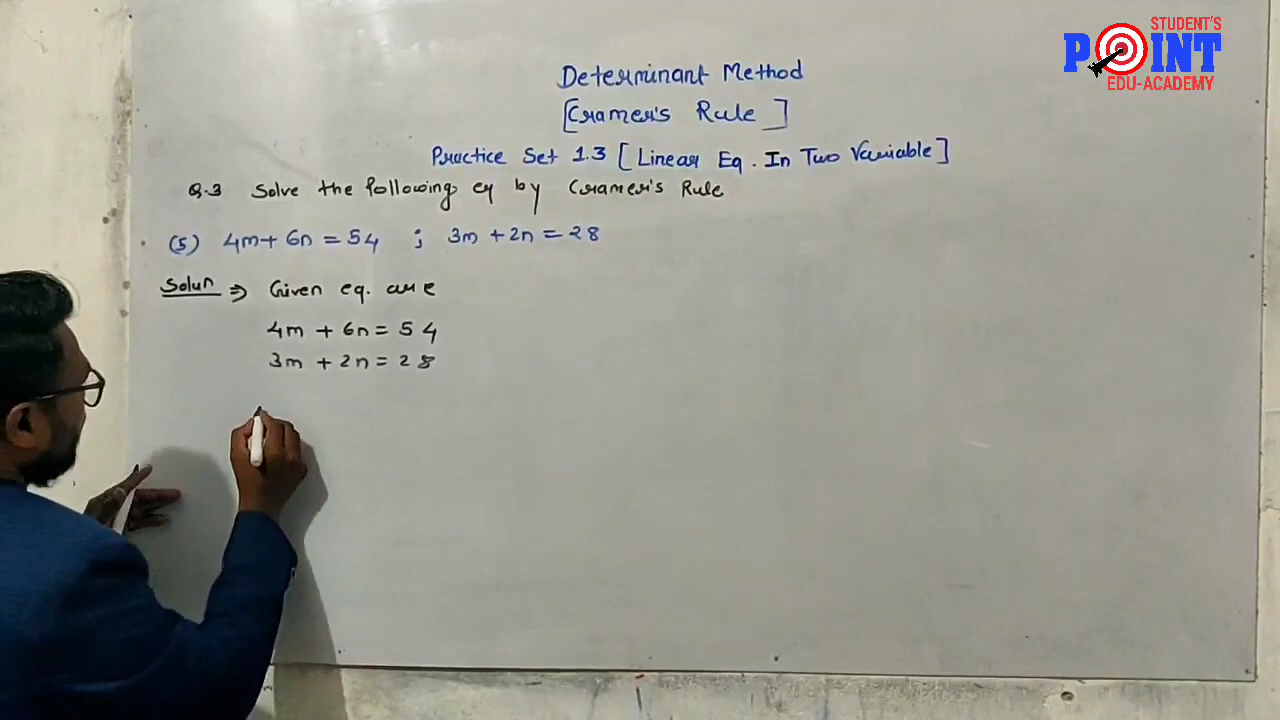 STUDENT'S
POINT
EDU-ACADEMY
Determinant Method
[Cramer's Rule]
Practice Set 1.3 [Linear Eq. In Two Variable]
Q.3 Solve the following eq by Cramer's Rule
(5) 4m + 6n = 54 ; 3m + 2n = 28
Solun ⇒ Given eq. are
4m + 6n = 54
3m + 2n = 28